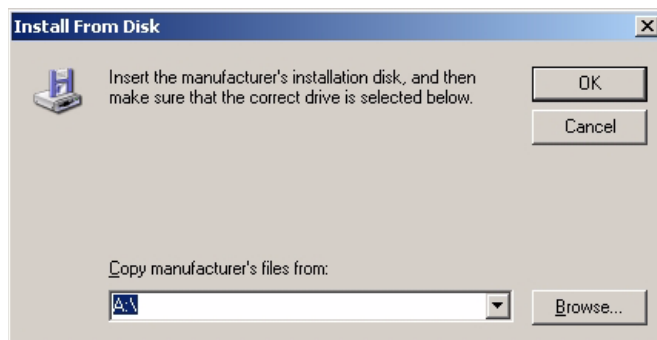 Install From Disk
Insert the manufacturer's installation disk, and then
make sure that the correct drive is selected below.
OK
Cancel
Copy manufacturer's files from:
A:\
Browse...